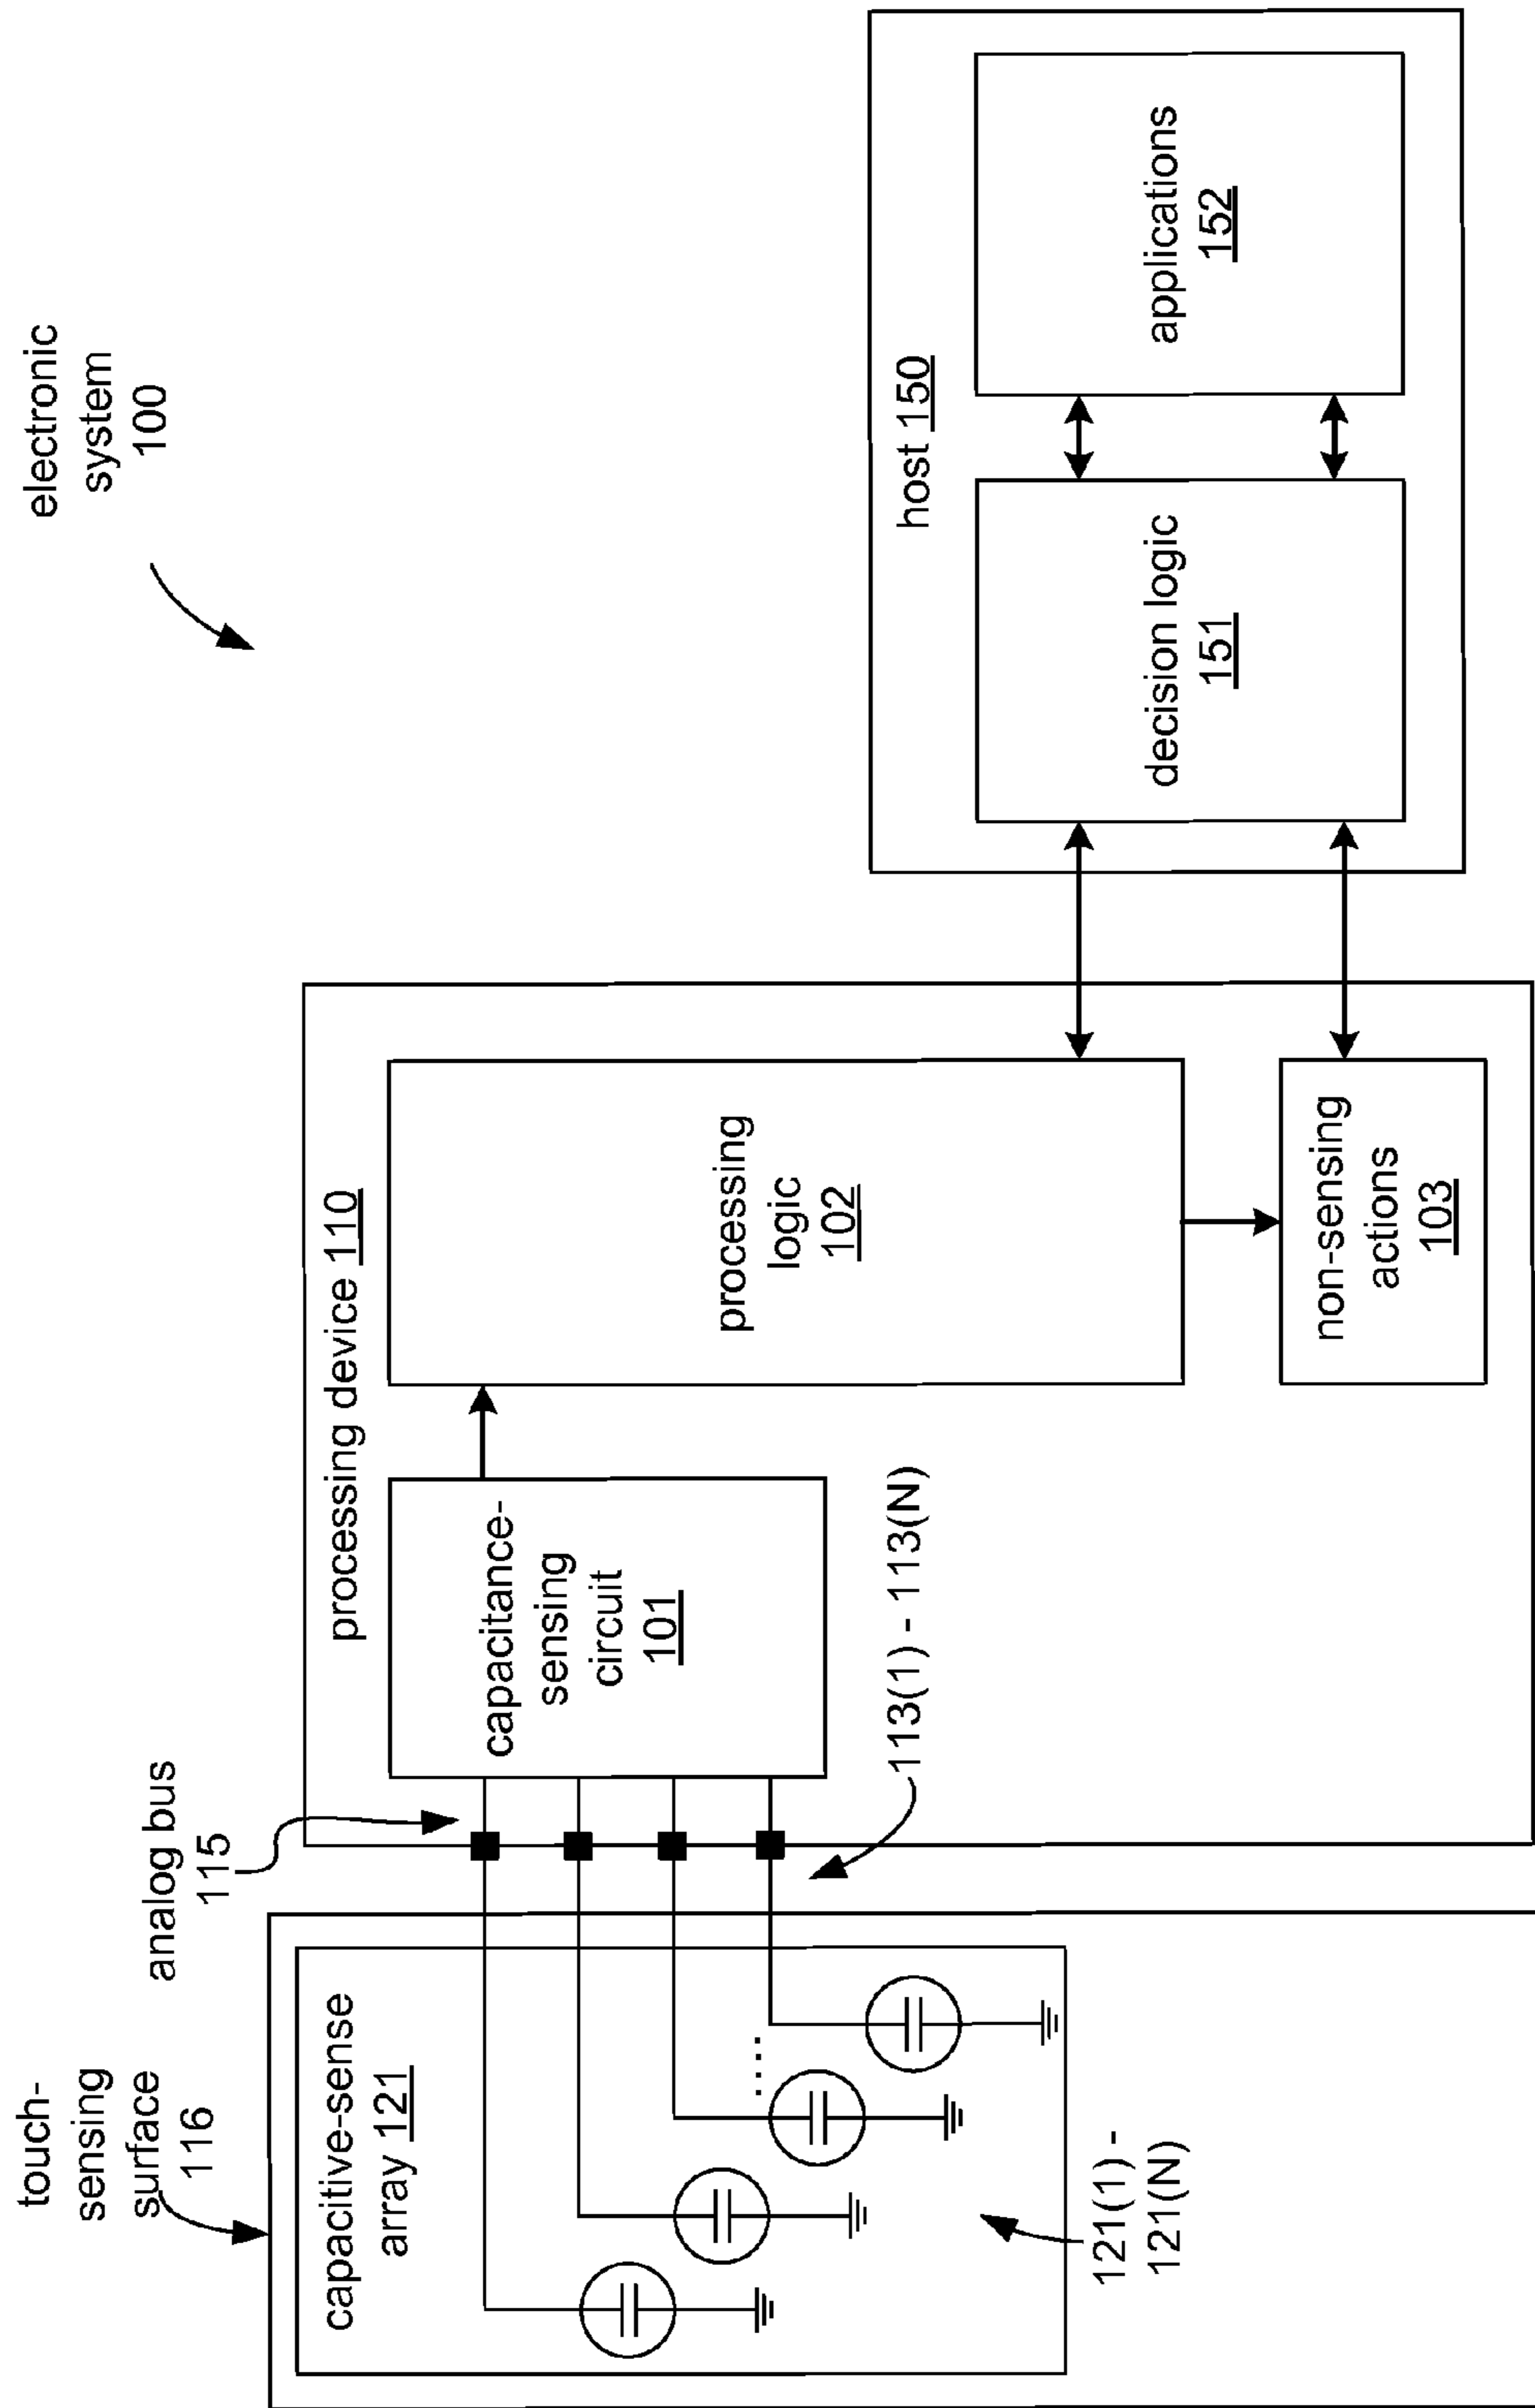 electronic
system
100
touch-
sensing
surface
116
analog bus
115
processing device 110
host 150
capacitive-sense
array 121
capacitance-
sensing
circuit
101
processing
logic
102
decision logic
151
applications
152
....
113(1) - 113(N)
non-sensing
actions
103
121(1) -
121(N)